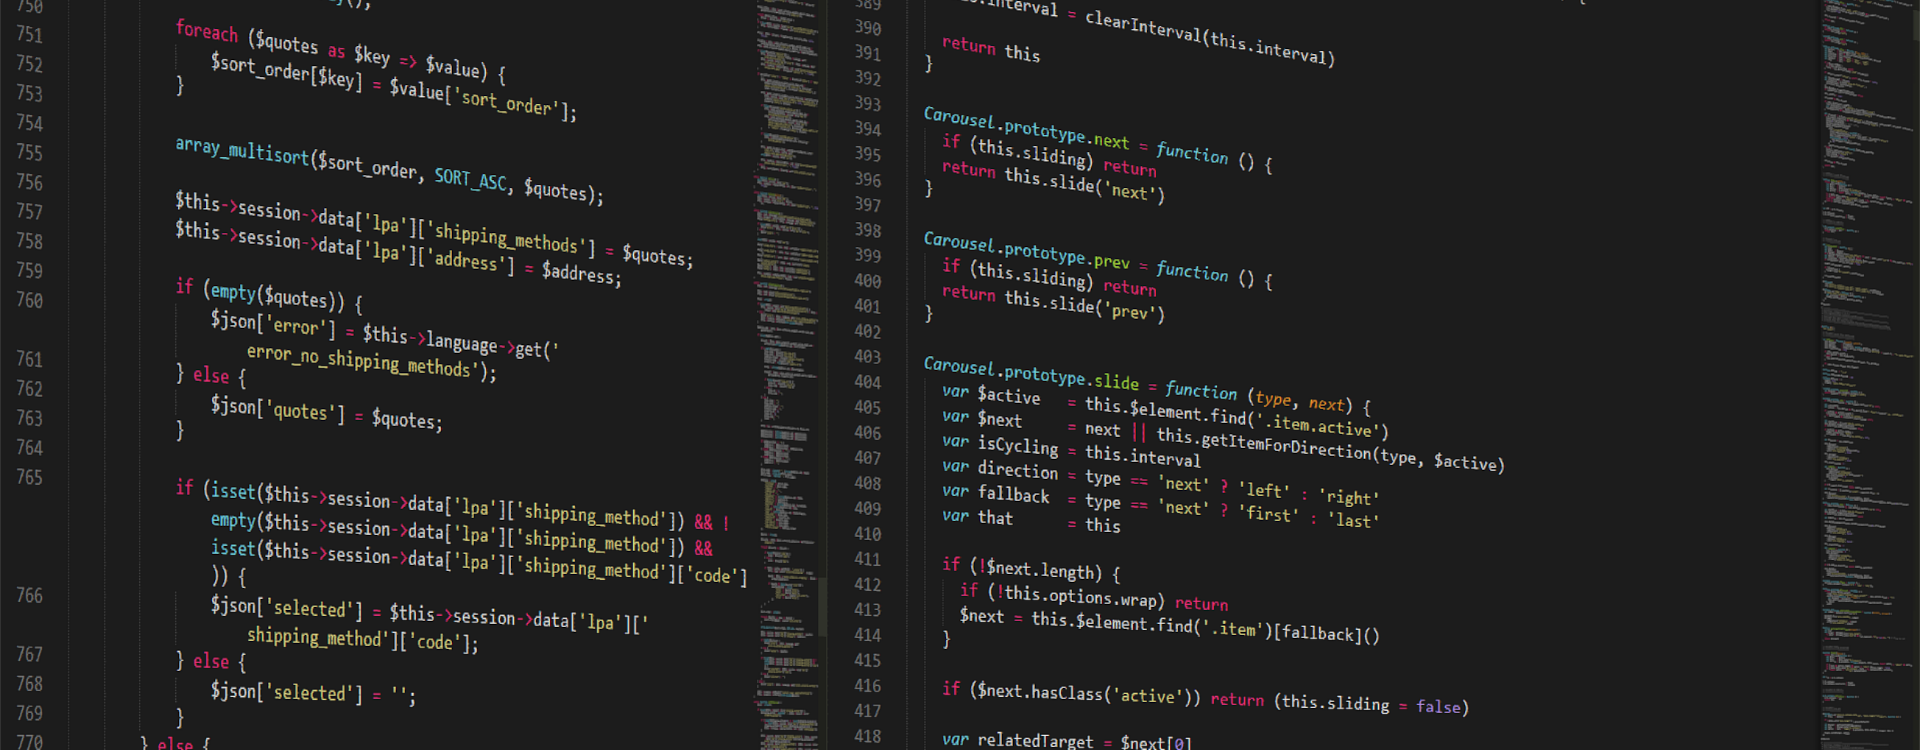 750
751
752
753
754
755
756
757
758
759
760
761
762
763
764
765
766
767
768
769
770
foreach ($quotes as $key => $value) {
$sort_order[$key] = $value['sort_order'];
}
array_multisort($sort_order, SORT_ASC, $quotes);
$this->session->data['lpa']['shipping_methods'] = $quotes;
$this->session->data['lpa']['address'] = $address;
if (empty($quotes)) {
$json['error'] = $this->language->get('
error_no_shipping_methods');
} else {
$json['quotes'] = $quotes;
}
if (isset($this->session->data['lpa']['shipping_method']) && !
empty($this->session->data['lpa']['shipping_method']) &&
isset($this->session->data['lpa']['shipping_method']['code']
)) {
$json['selected'] = $this->session->data['lpa']['
shipping_method']['code'];
} else {
$json['selected'] = '';
}
} else {
389
390
391
392
393
394
395
396
397
398
399
400
401
402
403
404
405
406
407
408
409
410
411
412
413
414
415
416
417
418
.interval = clearInterval(this.interval)
return this
}
Carousel.prototype.next = function () {
if (this.sliding) return
return this.slide('next')
}
Carousel.prototype.prev = function () {
if (this.sliding) return
return this.slide('prev')
}
Carousel.prototype.slide = function (type, next) {
var $active = this.$element.find('.item.active')
var $next = next || this.getItemForDirection(type, $active)
var isCycling = this.interval
var direction = type == 'next' ? 'left' : 'right'
var fallback = type == 'next' ? 'first' : 'last'
var that = this
if (!$next.length) {
if (!this.options.wrap) return
$next = this.$element.find('.item')[fallback]()
}
if ($next.hasClass('active')) return (this.sliding = false)
var relatedTarget = $next[0]